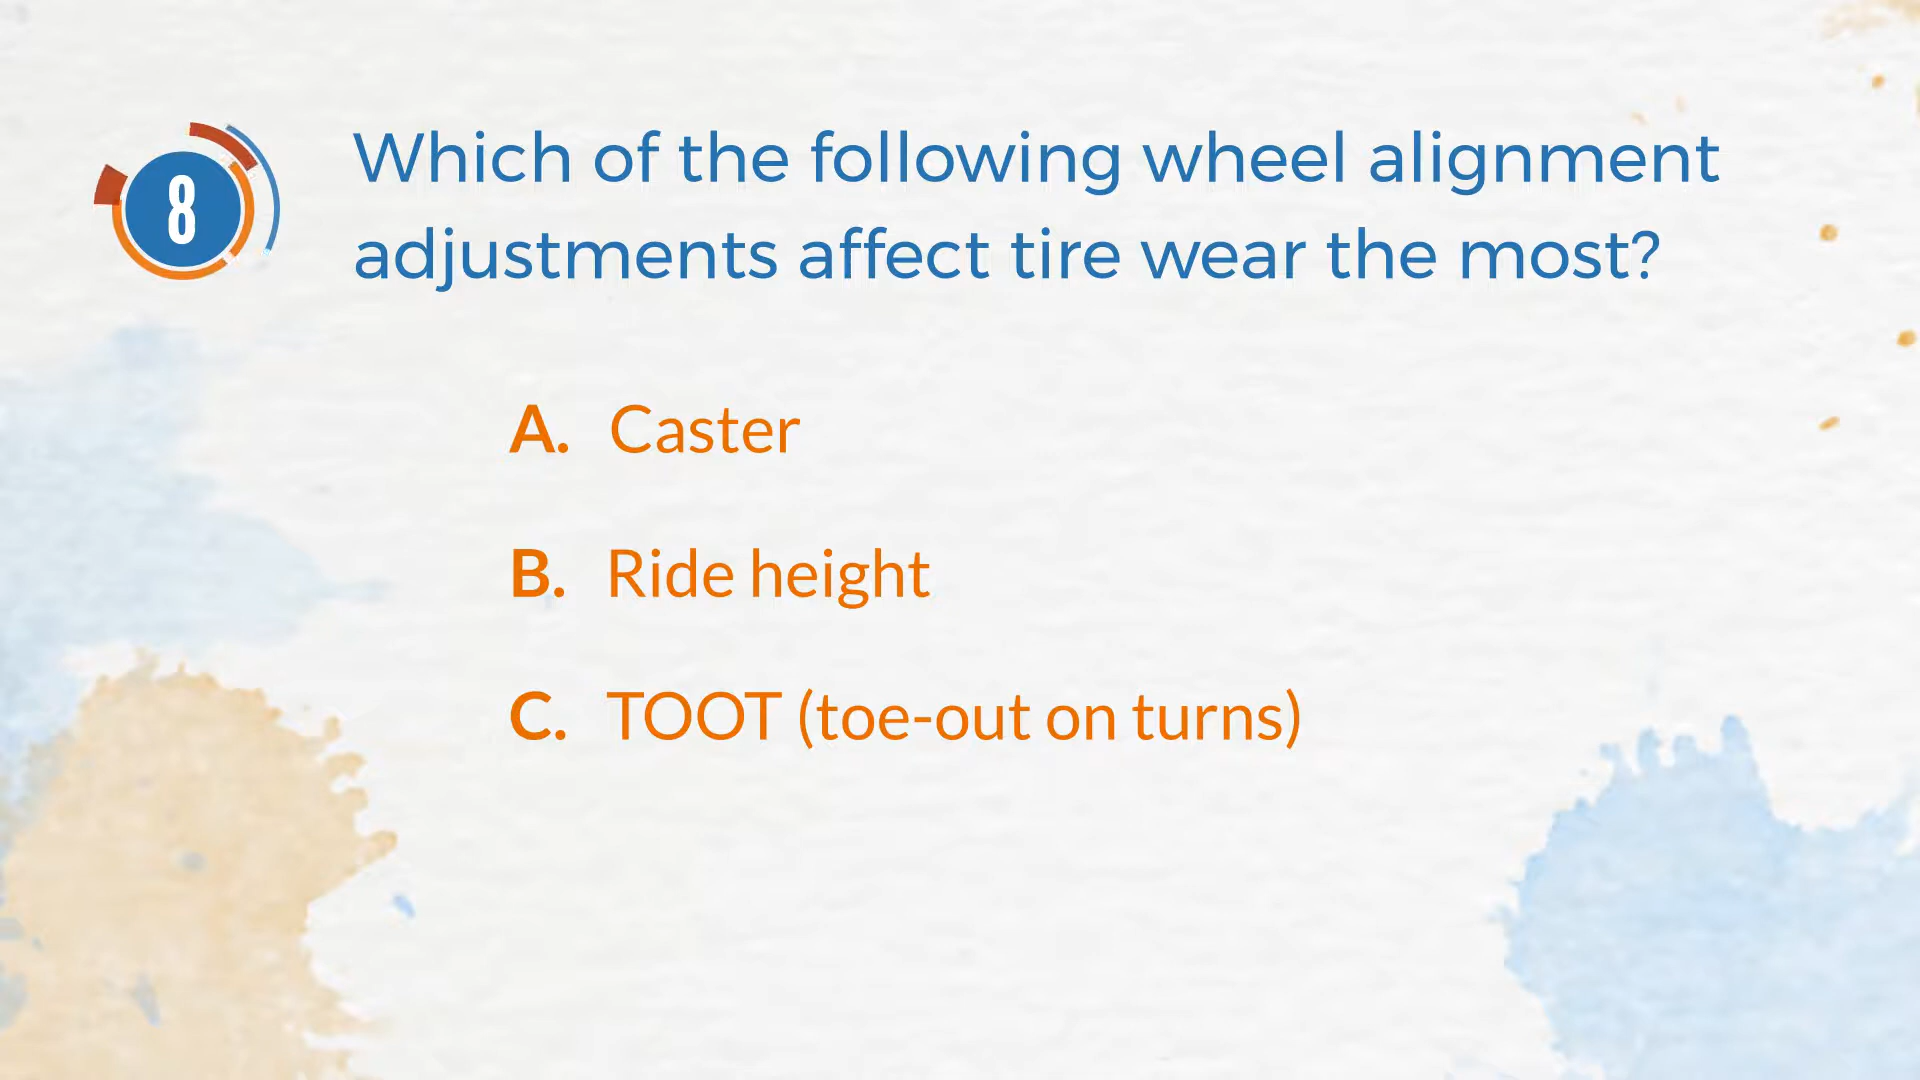 8
Which of the following wheel alignment
adjustments affect tire wear the most?
A. Caster
B. Ride height
C. TOOT (toe-out on turns)